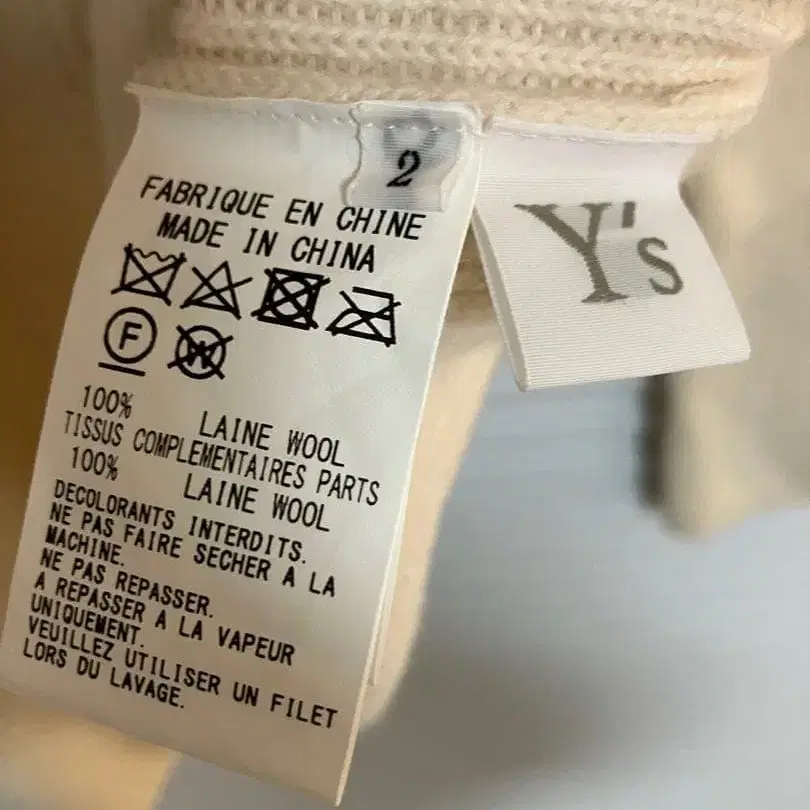 2
FABRIQUE EN CHINE
MADE IN CHINA
F
W
100%
LAINE WOOL
TISSUS COMPLEMENTAIRES PARTS
100%
LAINE WOOL
DECOLORANTS INTERDITS.
NE PAS FAIRE SECHER A LA
MACHINE.
NE PAS REPASSER.
A REPASSER A LA VAPEUR
UNIQUEMENT.
VEUILLEZ UTILISER UN FILET
LORS DU LAVAGE.
Y's